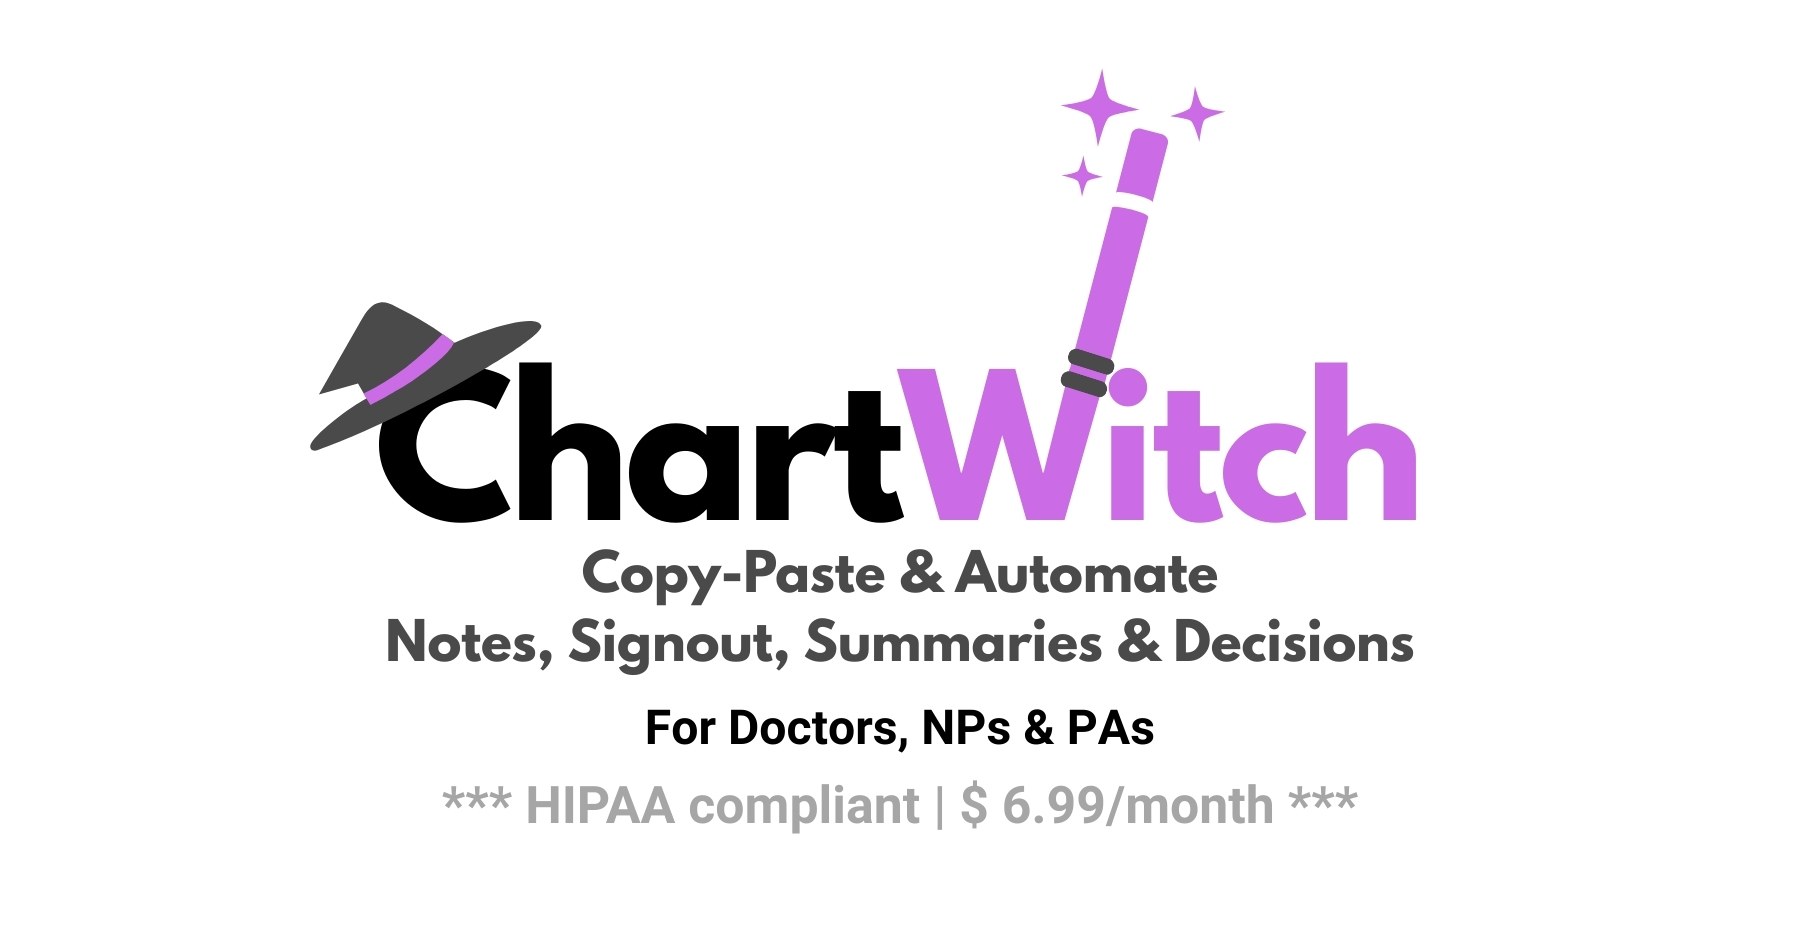 ChartWitch
Copy-Paste & Automate
Notes, Signout, Summaries & Decisions
For Doctors, NPs & PAs
*** HIPAA compliant | $ 6.99/month ***